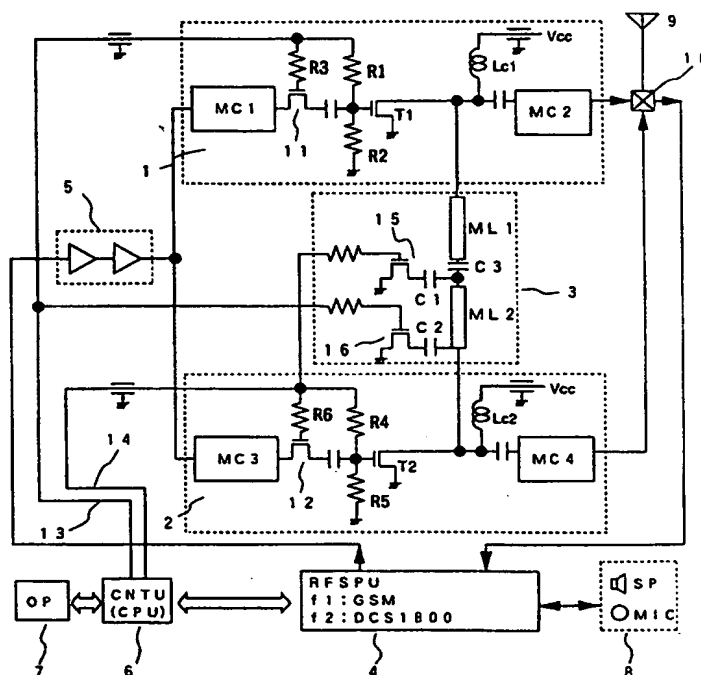 9
Vcc
Lc1
R3
R1
10
MC1
MC2
T1
11
R2
1
5
15
ML1
C3
C1
3
C2
ML2
16
Vcc
R6
R4
Lc2
14
MC3
MC4
T2
12
R5
13
2
OP
CNTU
(CPU)
RFSPU
f1:GSM
f2:DCS1800
SP
MIC
7
6
4
8